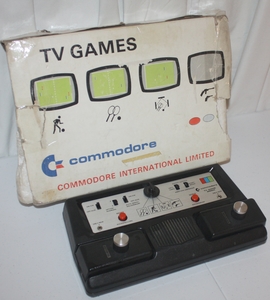 TV GAMES
commodore
COMMODORE INTERNATIONAL LIMITED